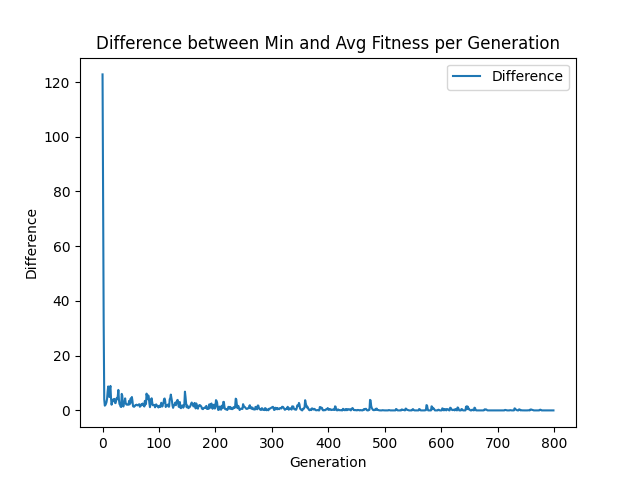 Difference between Min and Avg Fitness per Generation
Difference
120
100
80
60
40
20
0
Difference
0 100 200 300 400 500 600 700 800
Generation